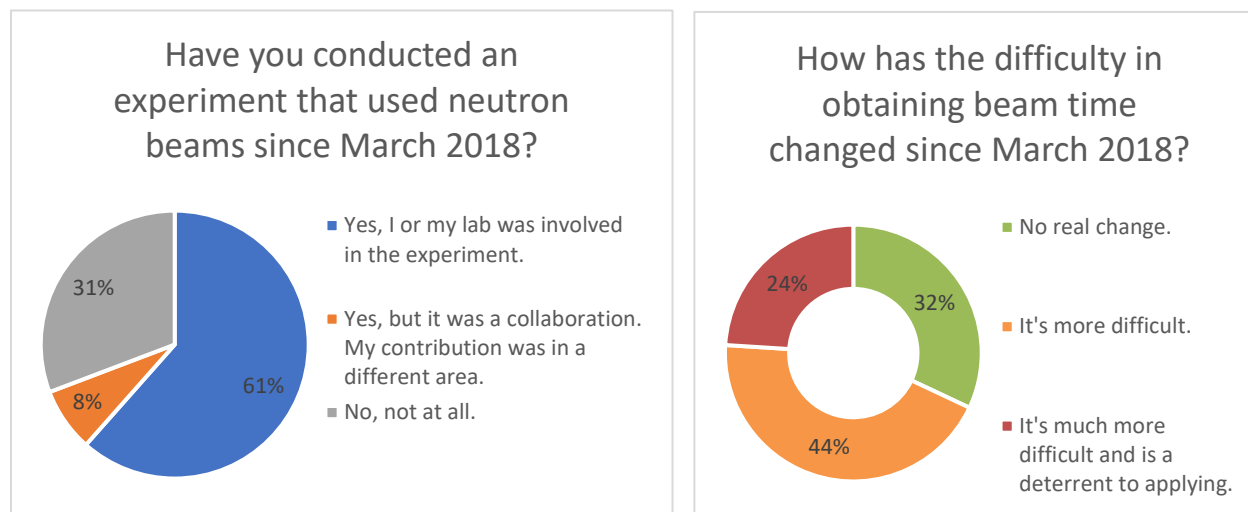 Have you conducted an
experiment that used neutron
beams since March 2018?
31%
8%
61%
Yes, I or my lab was involved
in the experiment.
Yes, but it was a collaboration.
My contribution was in a
different area.
No, not at all.
How has the difficulty in
obtaining beam time
changed since March 2018?
24%
32%
44%
No real change.
It's more difficult.
It's much more
difficult and is a
deterrent to applying.